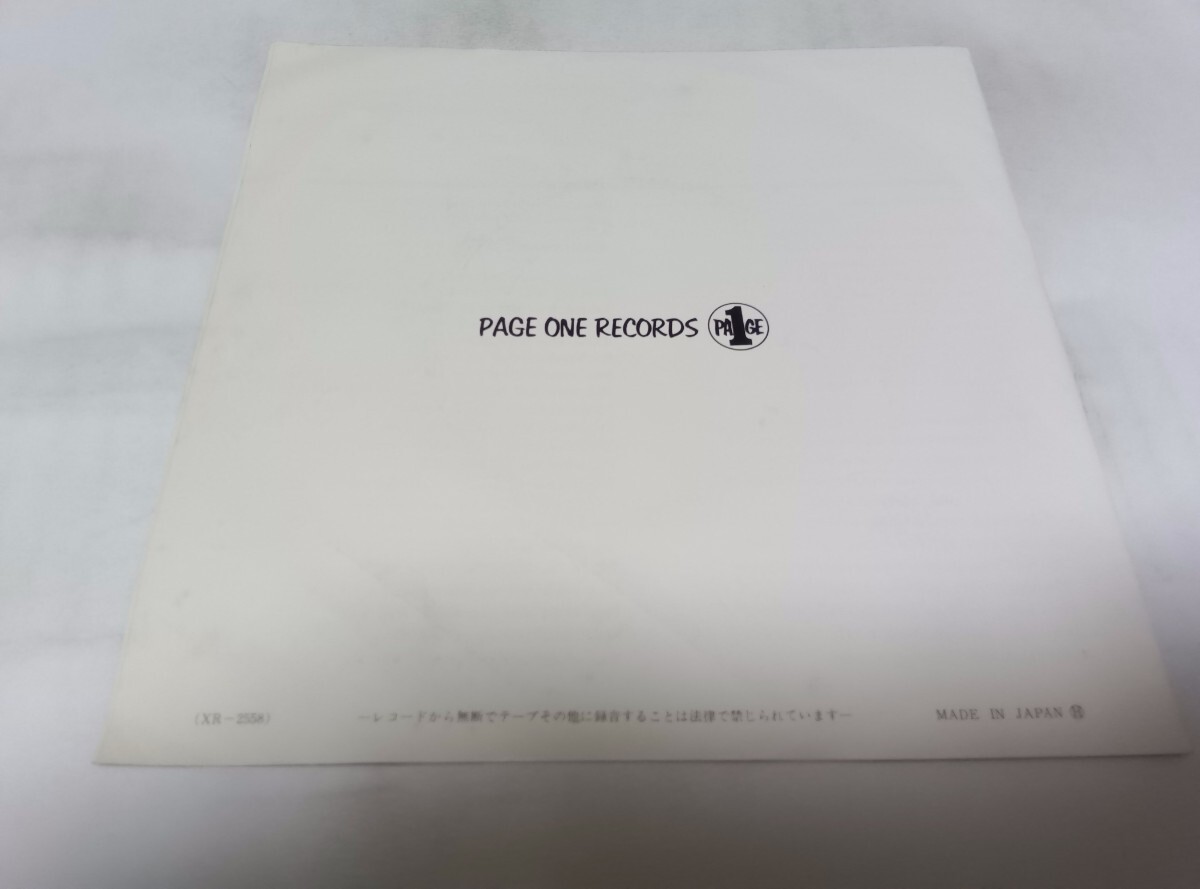 PAGE ONE RECORDS PA1GE
(XR-2558)
―レコードから無断でテープその他に録音することは法律で禁じられています―
MADE IN JAPAN